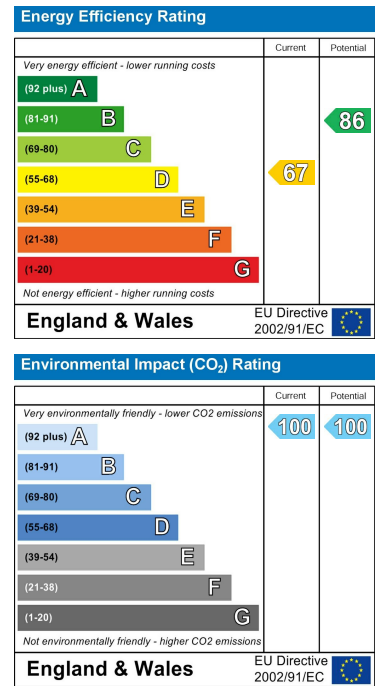 Energy Efficiency Rating
Current Potential
Very energy efficient - lower running costs
(92 plus) A
(81-91) B
86
(69-80) C
(55-68) D
67
(39-54) E
(21-38) F
(1-20) G
Not energy efficient - higher running costs
England & Wales
EU Directive
2002/91/EC
Environmental Impact (CO₂) Rating
Current Potential
Very environmentally friendly - lower CO2 emissions
100 100
(92 plus) A
(81-91) B
(69-80) C
(55-68) D
(39-54) E
(21-38) F
(1-20) G
Not environmentally friendly - higher CO2 emissions
England & Wales
EU Directive
2002/91/EC